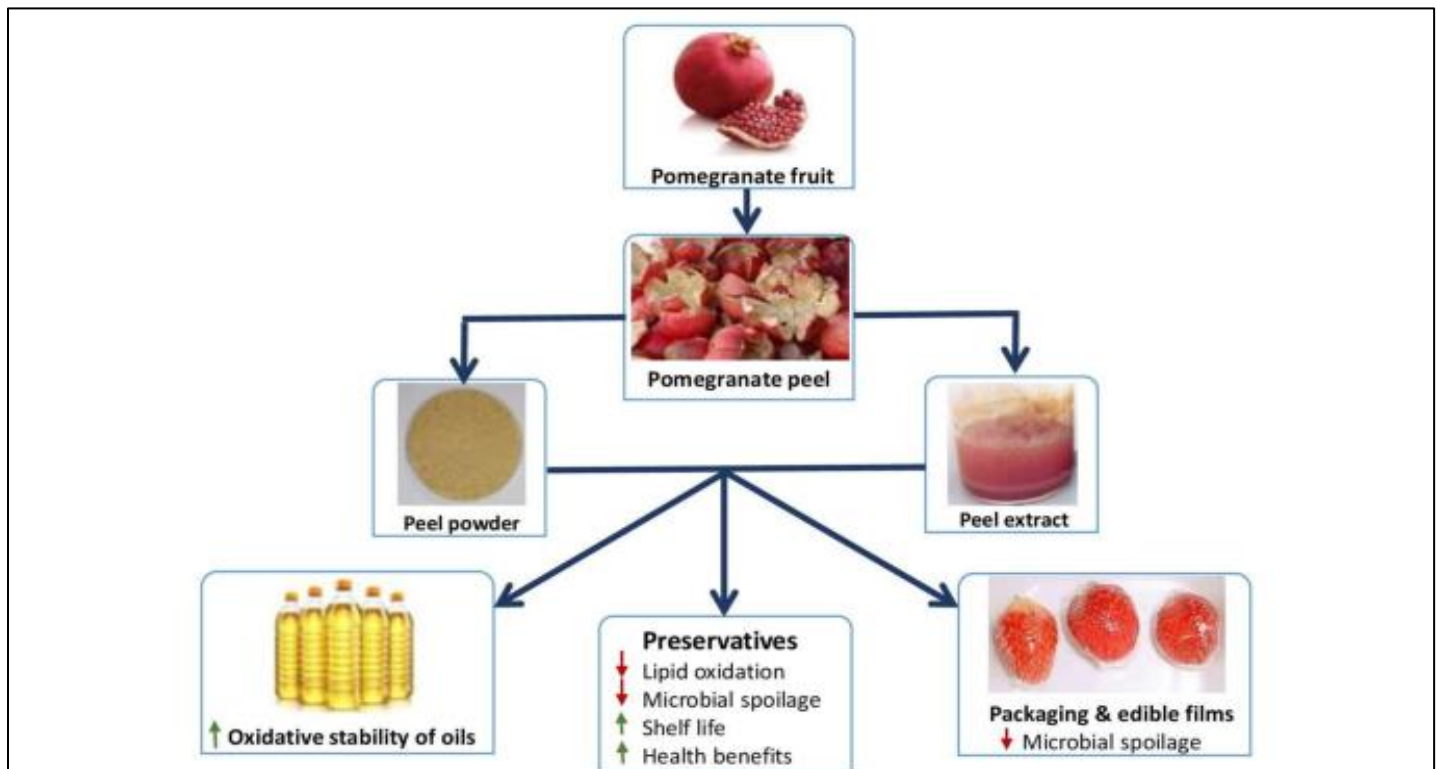 Pomegranate fruit
Pomegranate peel
Peel powder
Peel extract
↑ Oxidative stability of oils
Preservatives
↓ Lipid oxidation
↓ Microbial spoilage
↑ Shelf life
↑ Health benefits
Packaging & edible films
↓ Microbial spoilage